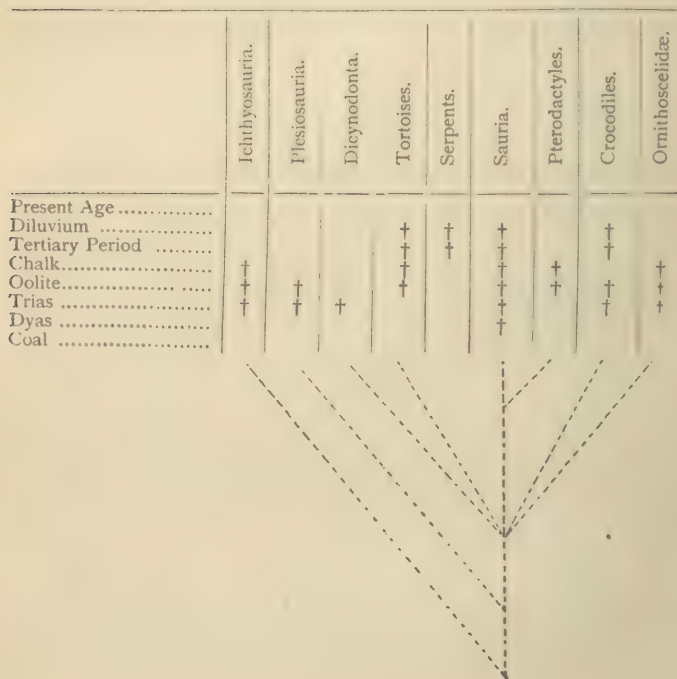 Ichthyosauria.
Plesiosauria.
Dicynodonta.
Tortoises.
Serpents.
Sauria.
Pterodactyles.
Crocodiles.
Ornithoscelidæ.
Present Age
Diluvium † † † †
Tertiary Period † † † †
Chalk † † † † †
Oolite † † † † † † †
Trias † † † † † †
Dyas †
Coal